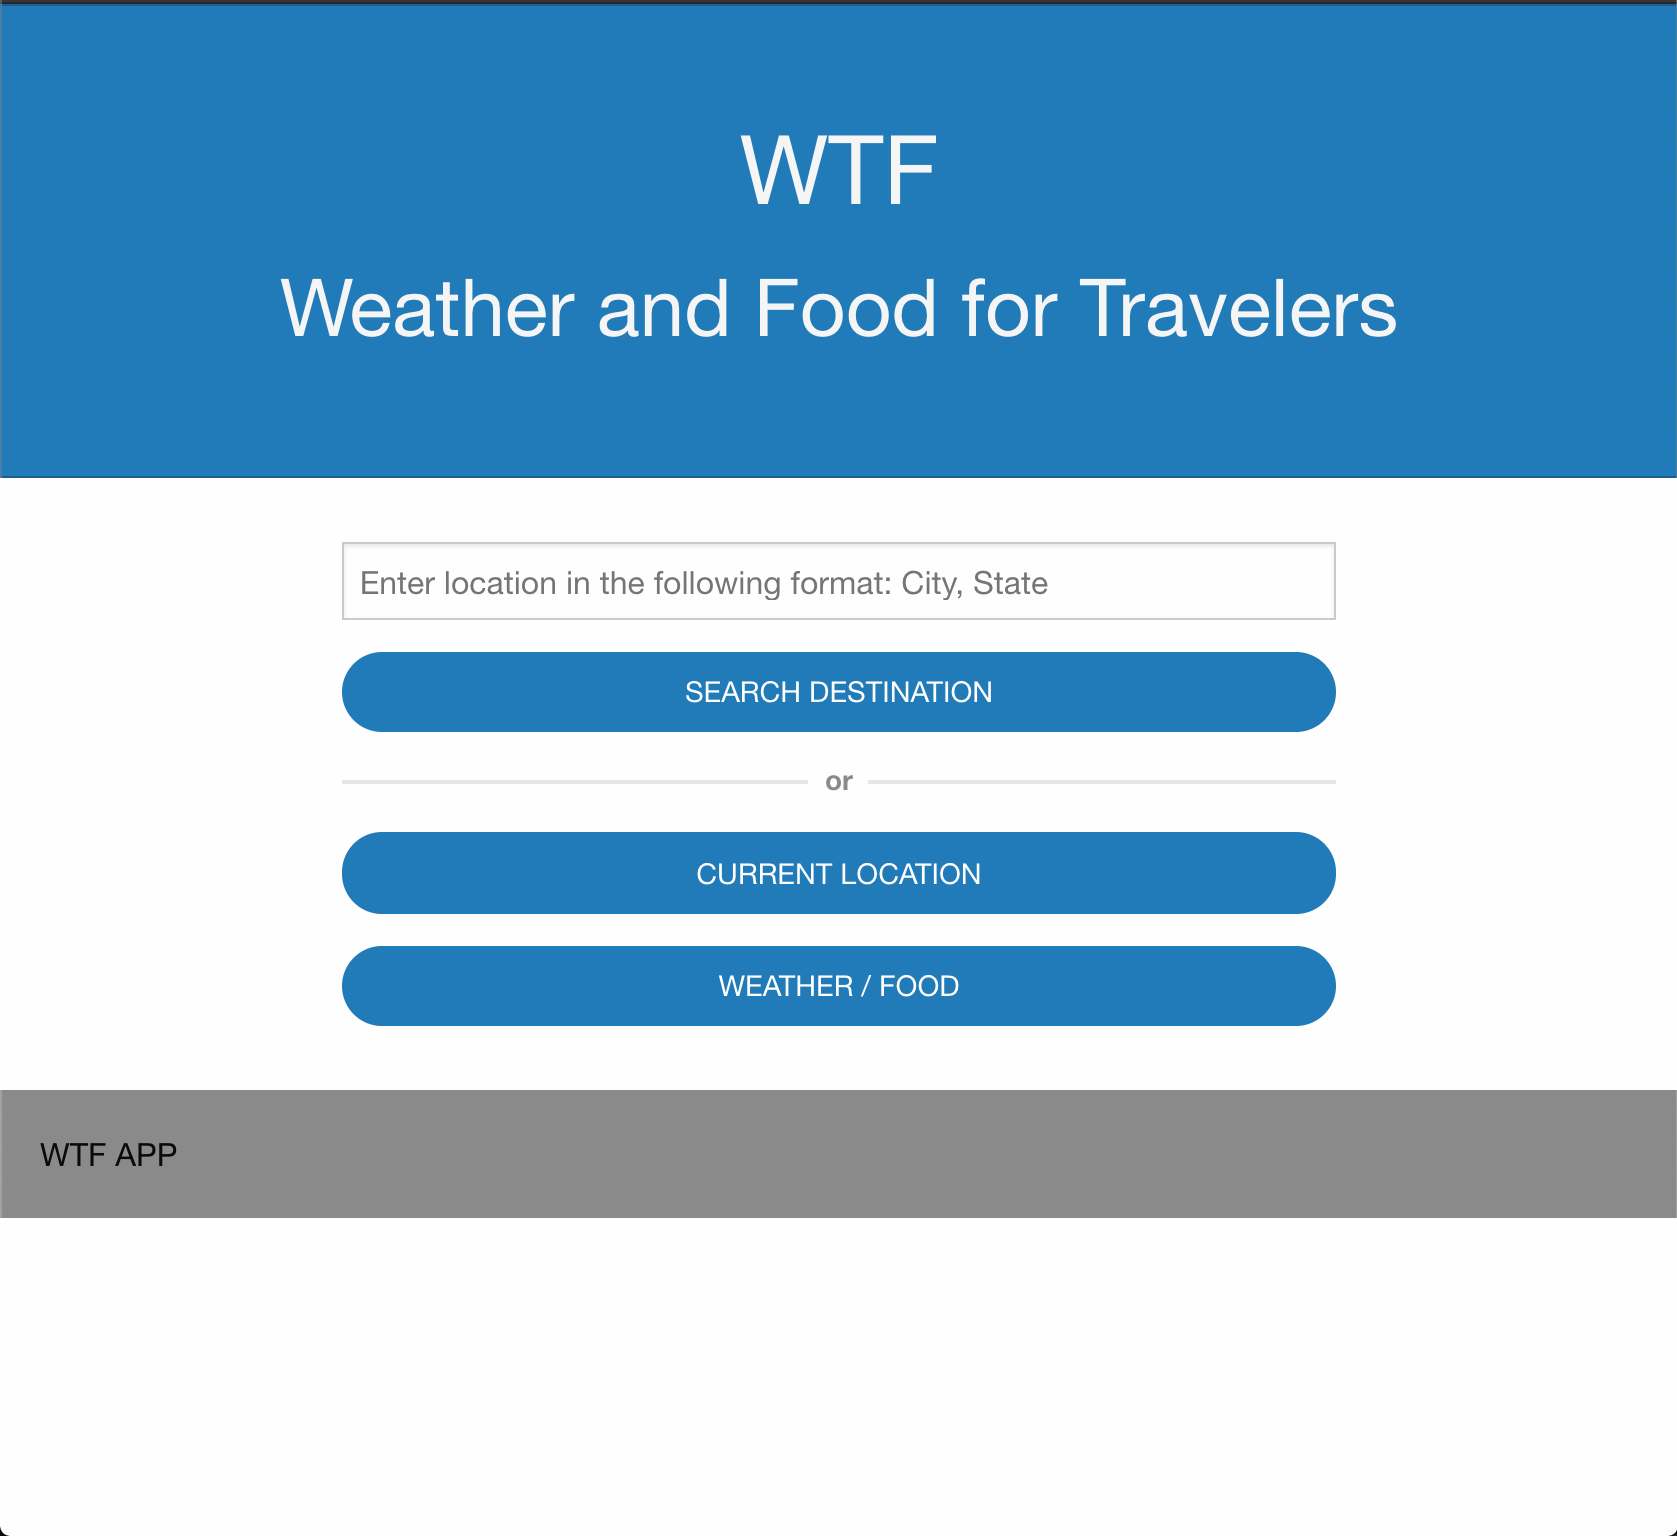 WTF
Weather and Food for Travelers
Enter location in the following format: City, State
SEARCH DESTINATION
or
CURRENT LOCATION
WEATHER / FOOD
WTF APP